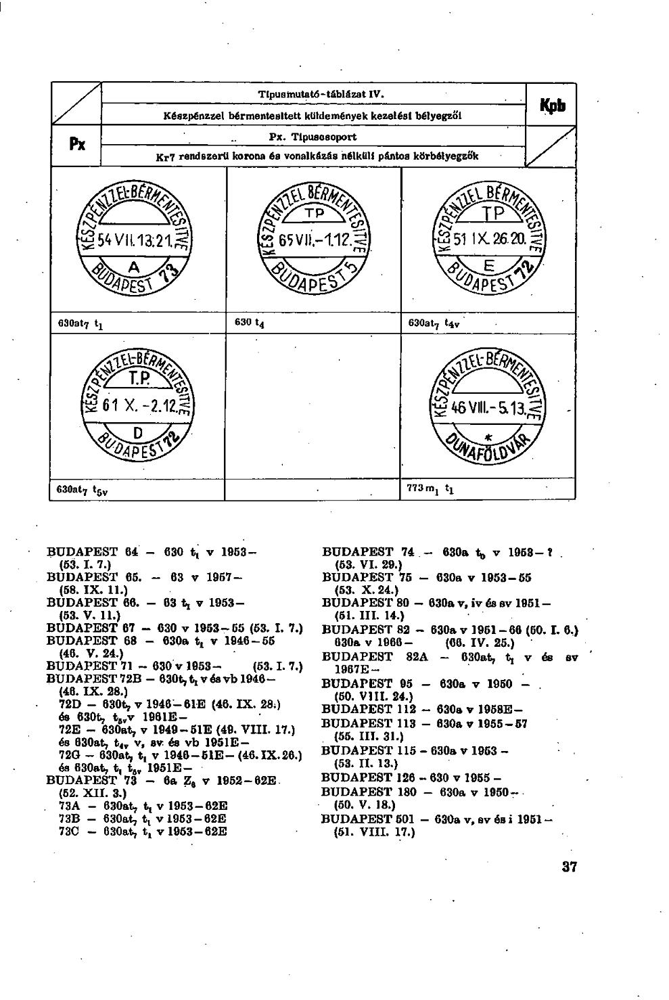 Típusmutató-táblázat IV.
Kpb
Készpénzzel bérmentesített küldemények kezelési bélyegzői
Px
Px. Típuscsoport
Kr7 rendszerű korona és vonalkázás nélküli pántos körbélyegzők
KÉSZPÉNZZEL-BÉRMENTESITVE
54 VII.13.21.
A
BUDAPEST 73
KÉSZPÉNZZEL BÉRMENTESITVE
TP
65 VII.-1.12.
BUDAPEST 5
KÉSZPÉNZZEL BÉRMENTESITVE
TP
51 IX.26.20.
E
BUDAPEST 72
630at₇ t₁
630 t₄
630at₇ t₄ᵥ
KÉSZPÉNZZEL-BÉRMENTESITVE
T.P.
61 X.-2.12.
D
BUDAPEST 72
KÉSZPÉNZZEL-BÉRMENTESITVE
46 VIII.-5.13.
*
DUNAFÖLDVÁR
630at₇ t₅ᵥ
773 m₁ t₁
BUDAPEST 64 — 630 t₁ v 1953—
(53. I. 7.)
BUDAPEST 65. — 63 v 1957—
(58. IX. 11.)
BUDAPEST 66. — 63 t₁ v 1953—
(53. V. 11.)
BUDAPEST 67 — 630 v 1953—55 (53. I. 7.)
BUDAPEST 68 — 630a t₁ v 1946—55
(46. V. 24.)
BUDAPEST 71 — 630 v 1953— (53. I. 7.)
BUDAPEST 72B — 630t₇ t₁ v és vb 1946—
(46. IX. 28.)
72D — 630t₇ v 1946—61E (46. IX. 28.)
és 630t₇ t₅ᵥv 1961E—
72E — 630at₇ v 1949—51E (49. VIII. 17.)
és 630at₇ t₄ᵥ v, sv és vb 1951E—
72G — 630at₇ t₁ v 1946—51E— (46. IX. 26.)
és 630at₇ t₁ t₅ᵥ 1951E—
BUDAPEST 73 — 6a Z₆ v 1952—62E
(52. XII. 3.)
73A — 630at₇ t₁ v 1953—62E
73B — 630at₇ t₁ v 1953—62E
73C — 630at₇ t₁ v 1953—62E
BUDAPEST 74 — 630a t_b v 1953—?
(53. VI. 29.)
BUDAPEST 75 — 630a v 1953—55
(53. X. 24.)
BUDAPEST 80 — 630a v, iv és sv 1951—
(51. III. 14.)
BUDAPEST 82 — 630a v 1951—66 (50. I. 6.)
630a v 1966— (66. IV. 25.)
BUDAPEST 82A — 630at₇ t₁ v és sv
1967E—
BUDAPEST 95 — 630a v 1950 —
(50. VIII. 24.)
BUDAPEST 112 — 630a v 1958E—
BUDAPEST 113 — 630a v 1955—57
(55. III. 31.)
BUDAPEST 115 — 630a v 1953 —
(53. II. 13.)
BUDAPEST 126 — 630 v 1955 —
BUDAPEST 180 — 630a v 1950—
(50. V. 18.)
BUDAPEST 501 — 630a v, sv és i 1951—
(51. VIII. 17.)
37